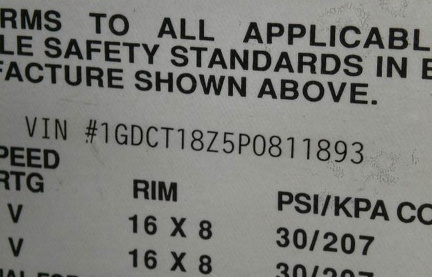 RMS TO ALL APPLICABL
LE SAFETY STANDARDS IN E
FACTURE SHOWN ABOVE.
VIN #1GDCT18Z5P0811893
PEED
RTG RIM PSI/KPA CO
V 16 X 8 30/207
V 16 X 8 30/207